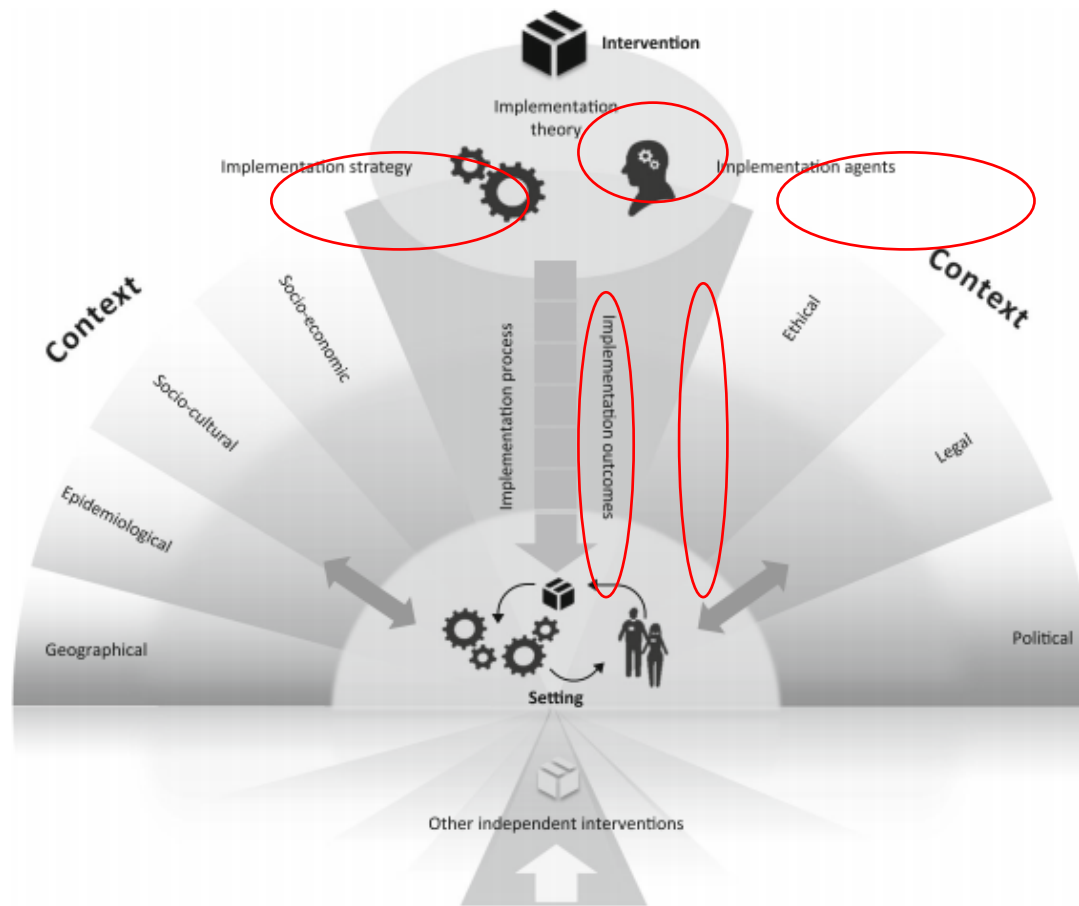 Intervention
Implementation
theory
Implementation strategy
Implementation agents
Context
Context
Socio-economic
Ethical
Implementation process
Implementation outcomes
Socio-cultural
Legal
Epidemiological
Geographical
Political
Setting
Other independent interventions